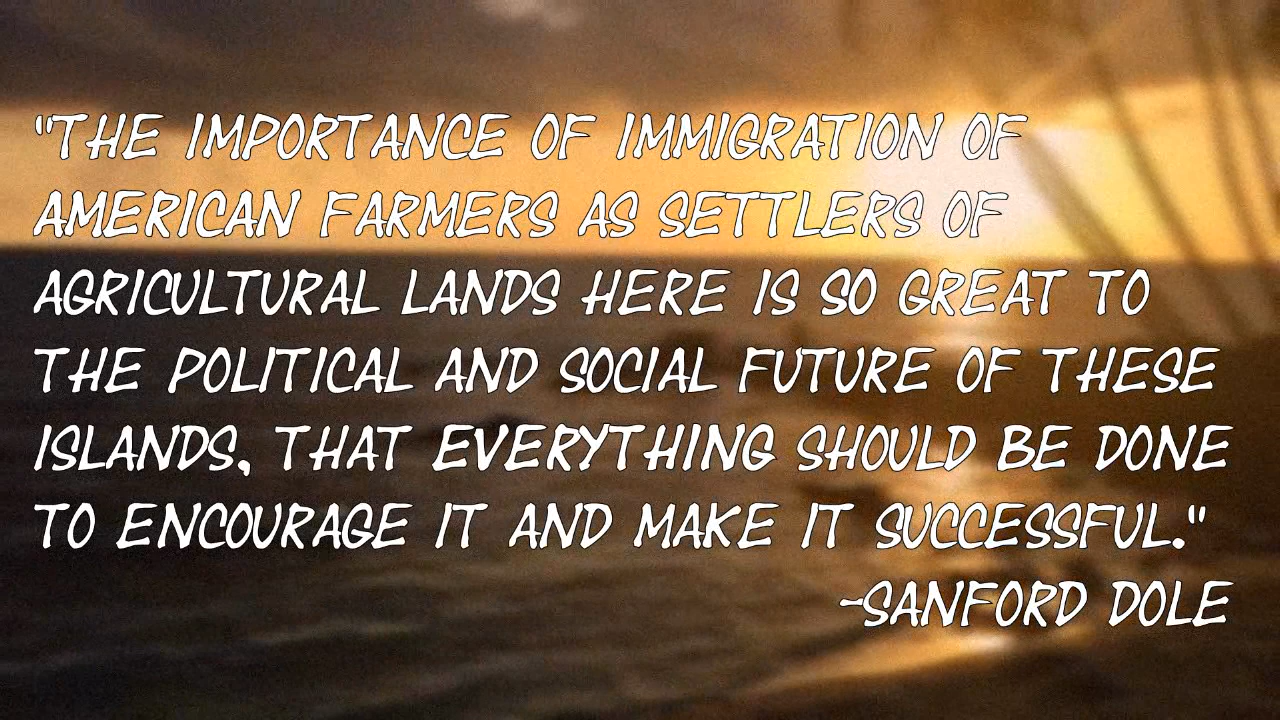 "THE IMPORTANCE OF IMMIGRATION OF
AMERICAN FARMERS AS SETTLERS OF
AGRICULTURAL LANDS HERE IS SO GREAT TO
THE POLITICAL AND SOCIAL FUTURE OF THESE
ISLANDS, THAT EVERYTHING SHOULD BE DONE
TO ENCOURAGE IT AND MAKE IT SUCCESSFUL."
-SANFORD DOLE